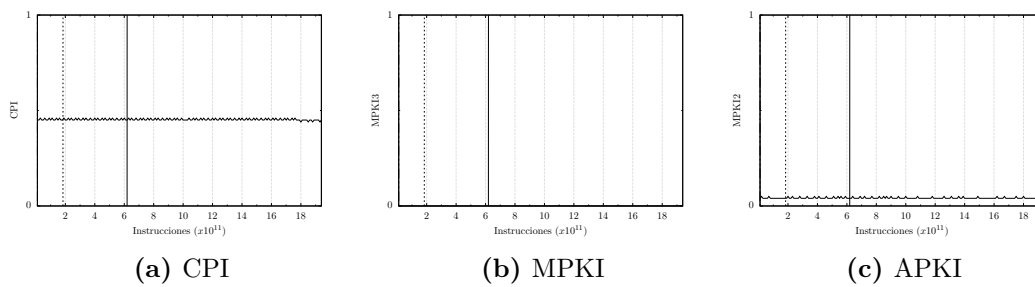 1
CPI
0
2 4 6 8 10 12 14 16 18
Instrucciones (x10^11)
(a) CPI
1
MPKI3
0
2 4 6 8 10 12 14 16 18
Instrucciones (x10^11)
(b) MPKI
1
MPKI2
0
2 4 6 8 10 12 14 16 18
Instrucciones (x10^11)
(c) APKI